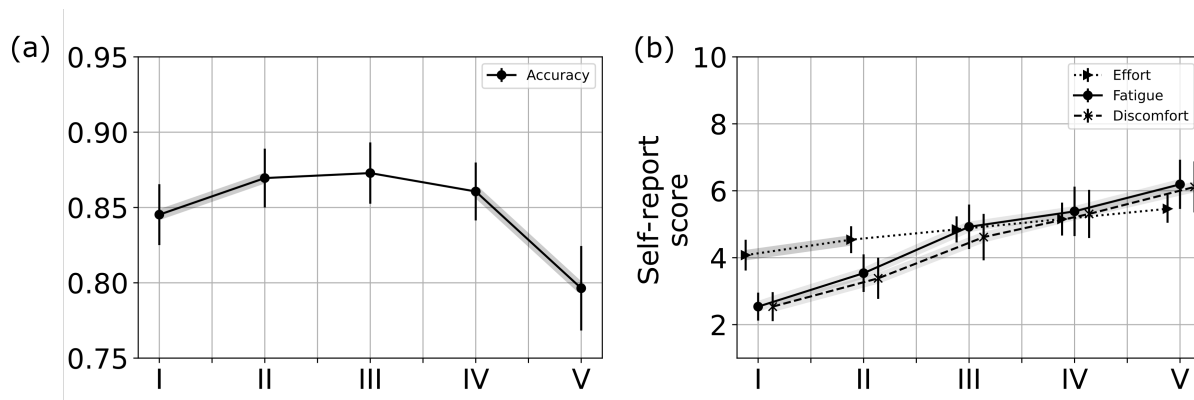 (a)
0.95
0.90
0.85
0.80
0.75
I II III IV V
Accuracy
(b)
Self-report
score
10
8
6
4
2
I II III IV V
Effort
Fatigue
Discomfort